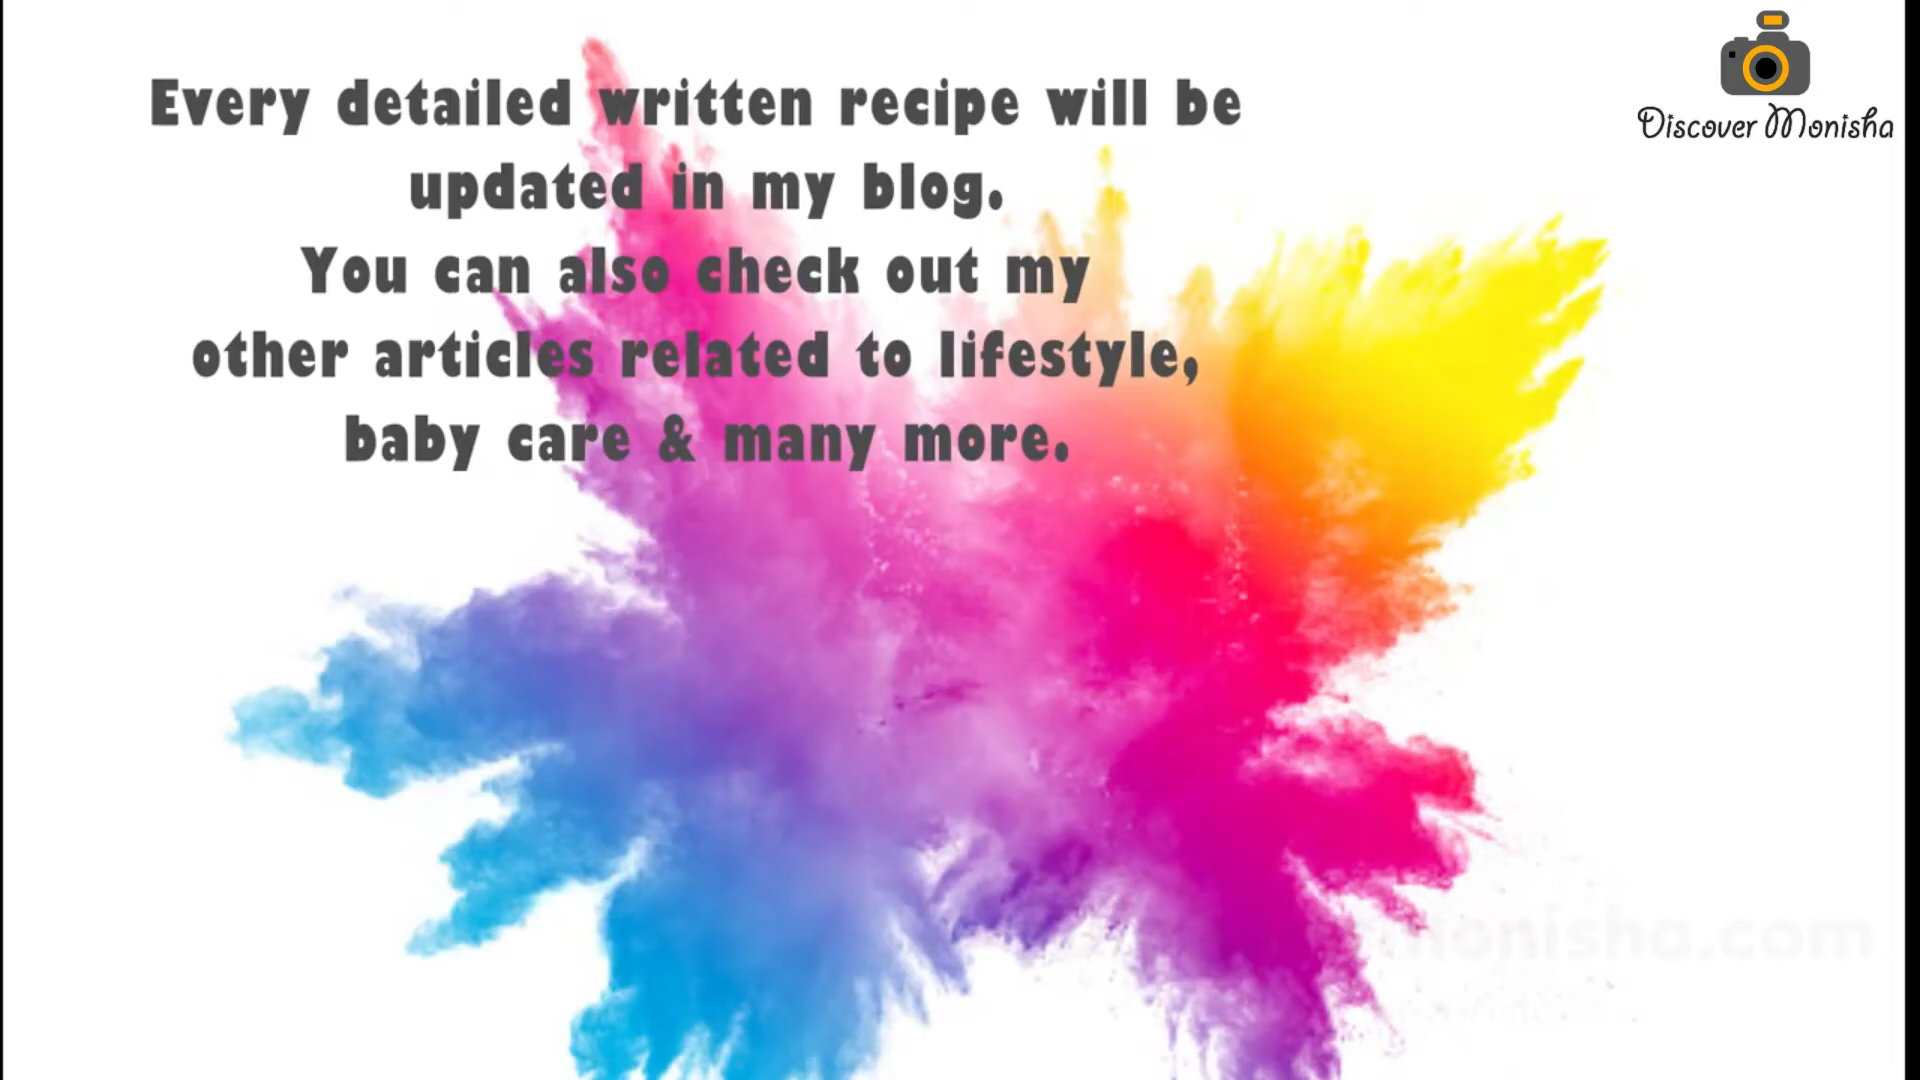 Every detailed written recipe will be
updated in my blog.
You can also check out my
other articles related to lifestyle,
baby care & many more.
Discover Monisha
monisha.com